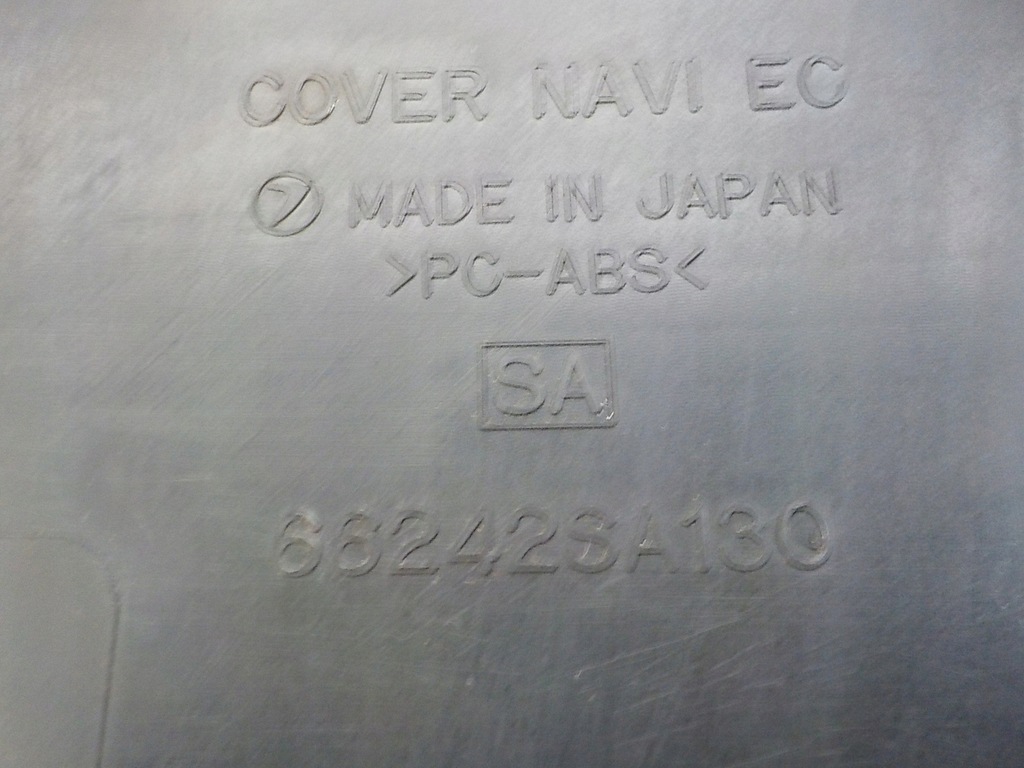 COVER NAVI EC
MADE IN JAPAN
>PC-ABS<
SA
66242SA130